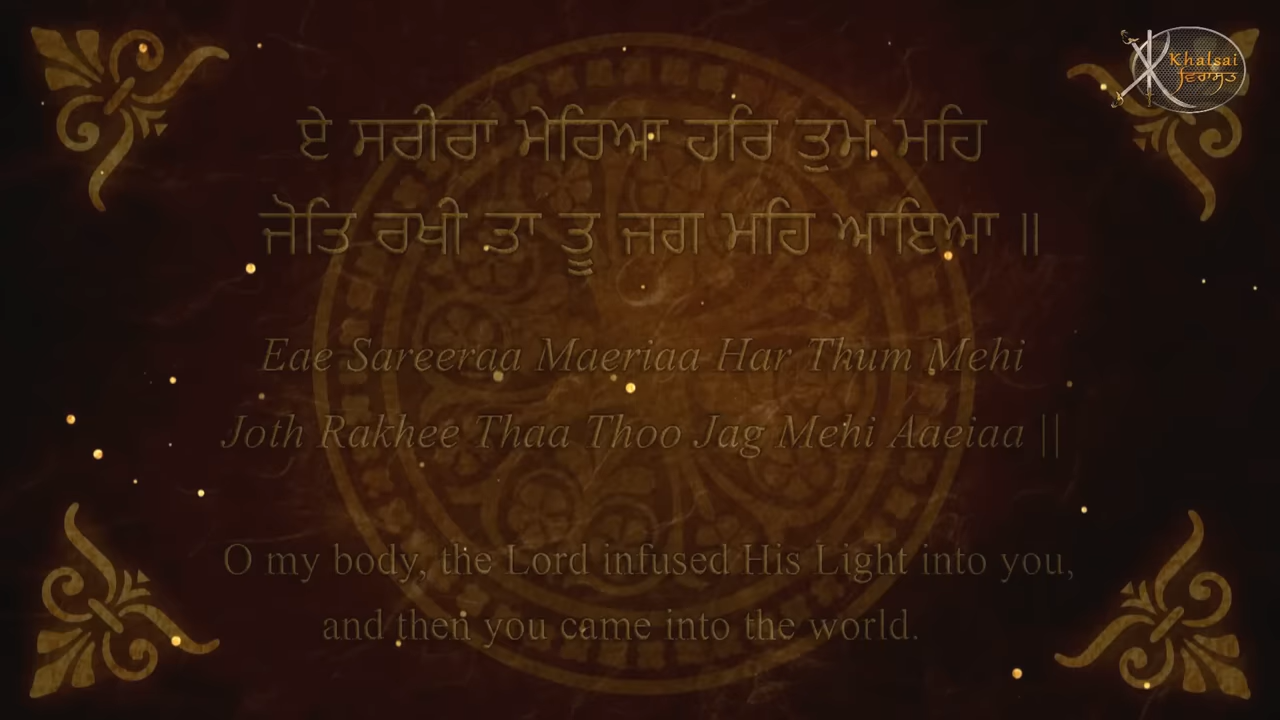 Khalsai
ਵਿਰਾਸਤ
ਏ ਸਰੀਰਾ ਮੇਰਿਆ ਹਰਿ ਤੁਮ ਮਹਿ
ਜੋਤਿ ਰਖੀ ਤਾ ਤੂ ਜਗ ਮਹਿ ਆਇਆ ॥
Eae Sareeraa Maeriaa Har Thum Mehi
Joth Rakhee Thaa Thoo Jag Mehi Aaeiaa ||
O my body, the Lord infused His Light into you,
and then you came into the world.